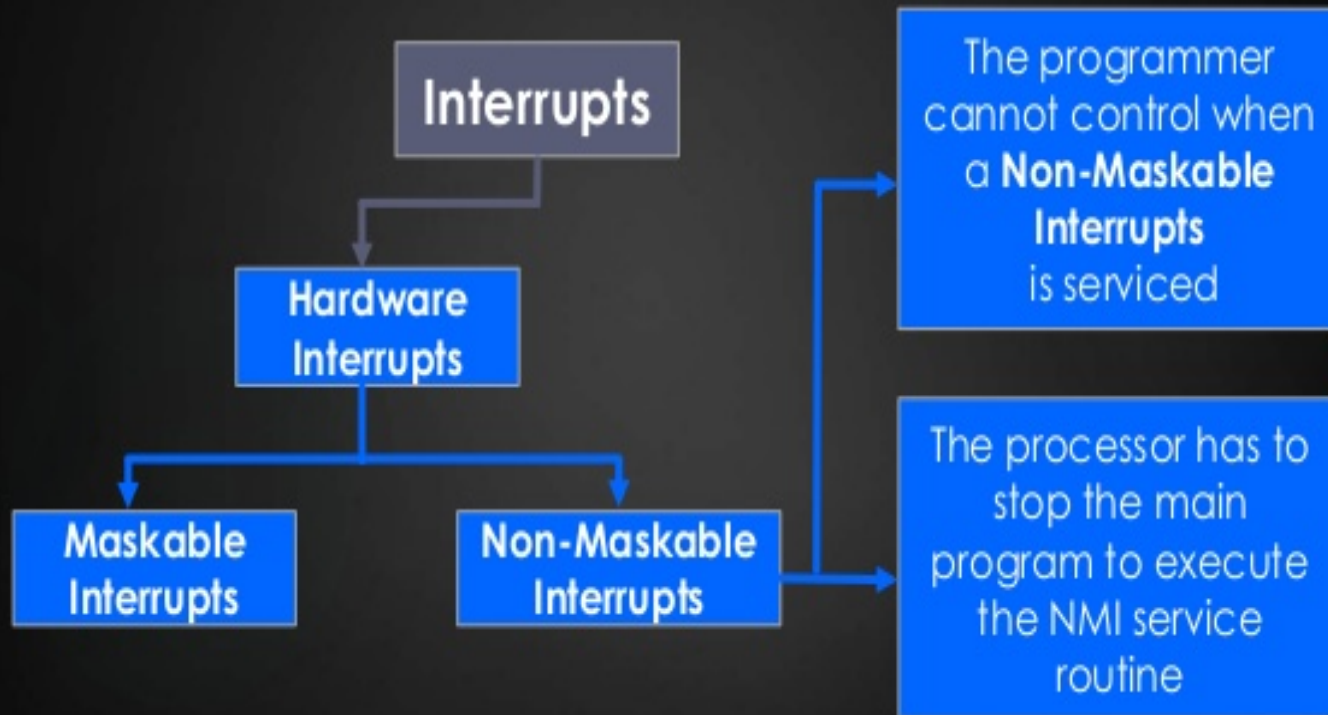 Interrupts
Hardware
Interrupts
Maskable
Interrupts
Non-Maskable
Interrupts
The programmer
cannot control when
a Non-Maskable
Interrupts
is serviced
The processor has to
stop the main
program to execute
the NMI service
routine